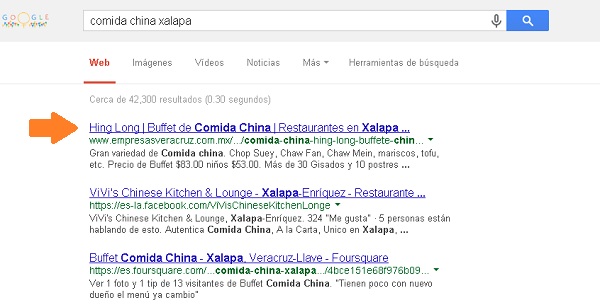 GOOGLE
comida china xalapa
Web Imágenes Vídeos Noticias Más Herramientas de búsqueda
Cerca de 42,300 resultados (0.30 segundos)
Hing Long | Buffet de Comida China | Restaurantes en Xalapa ...
www.empresasveracruz.com.mx/.../comida-china-hing-long-buffete-chin...
Gran variedad de Comida china. Chop Suey, Chaw Fan, Chaw Mein, mariscos, tofu,
etc. Precio de Buffet $83.00 niños $53.00. Más de 30 Gisados y 10 postres ...
ViVi's Chinese Kitchen & Lounge - Xalapa-Enríquez - Restaurante ...
https://es-la.facebook.com/ViVisChineseKitchenLonge
ViVi's Chinese Kitchen & Lounge, Xalapa-Enríquez. 324 "Me gusta" · 5 personas están
hablando de esto. Autentica Comida China, A la Carta, Unico en Xalapa, ...
Buffet Comida China - Xalapa, Veracruz-Llave - Foursquare
https://es.foursquare.com/...comida-china-xalapa.../4bce151e68f976b09...
Ver 1 foto y 1 tip de 13 visitantes de Buffet Comida China. "Tienen poco con nuevo
dueño el menú ya cambio"